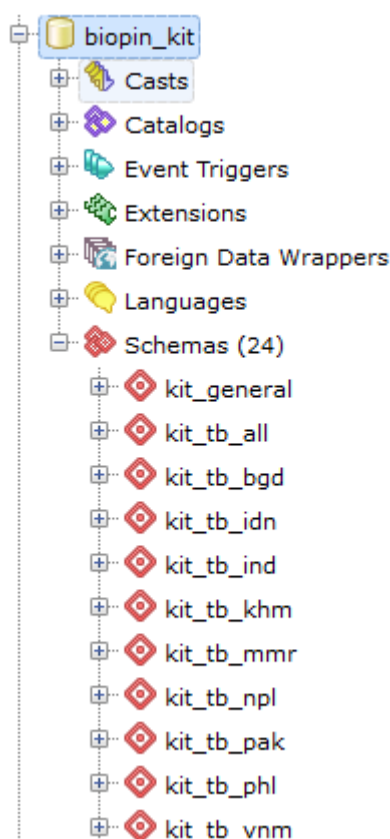 biopin_kit
Casts
Catalogs
Event Triggers
Extensions
Foreign Data Wrappers
Languages
Schemas (24)
kit_general
kit_tb_all
kit_tb_bgd
kit_tb_idn
kit_tb_ind
kit_tb_khm
kit_tb_mmr
kit_tb_npl
kit_tb_pak
kit_tb_phl
kit_tb_vnm